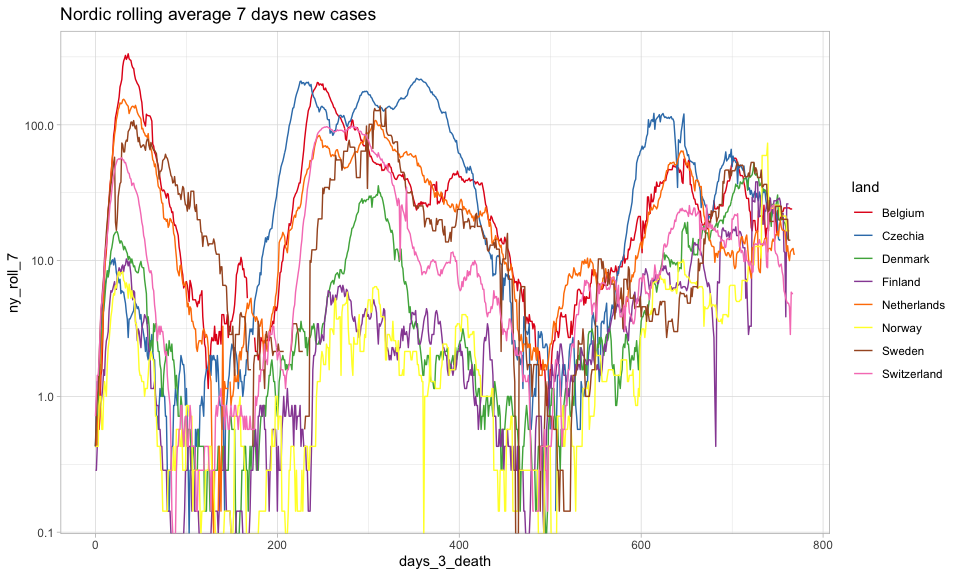 Nordic rolling average 7 days new cases
ny_roll_7
100.0
10.0
1.0
0.1
0
200
400
600
800
days_3_death
land
Belgium
Czechia
Denmark
Finland
Netherlands
Norway
Sweden
Switzerland